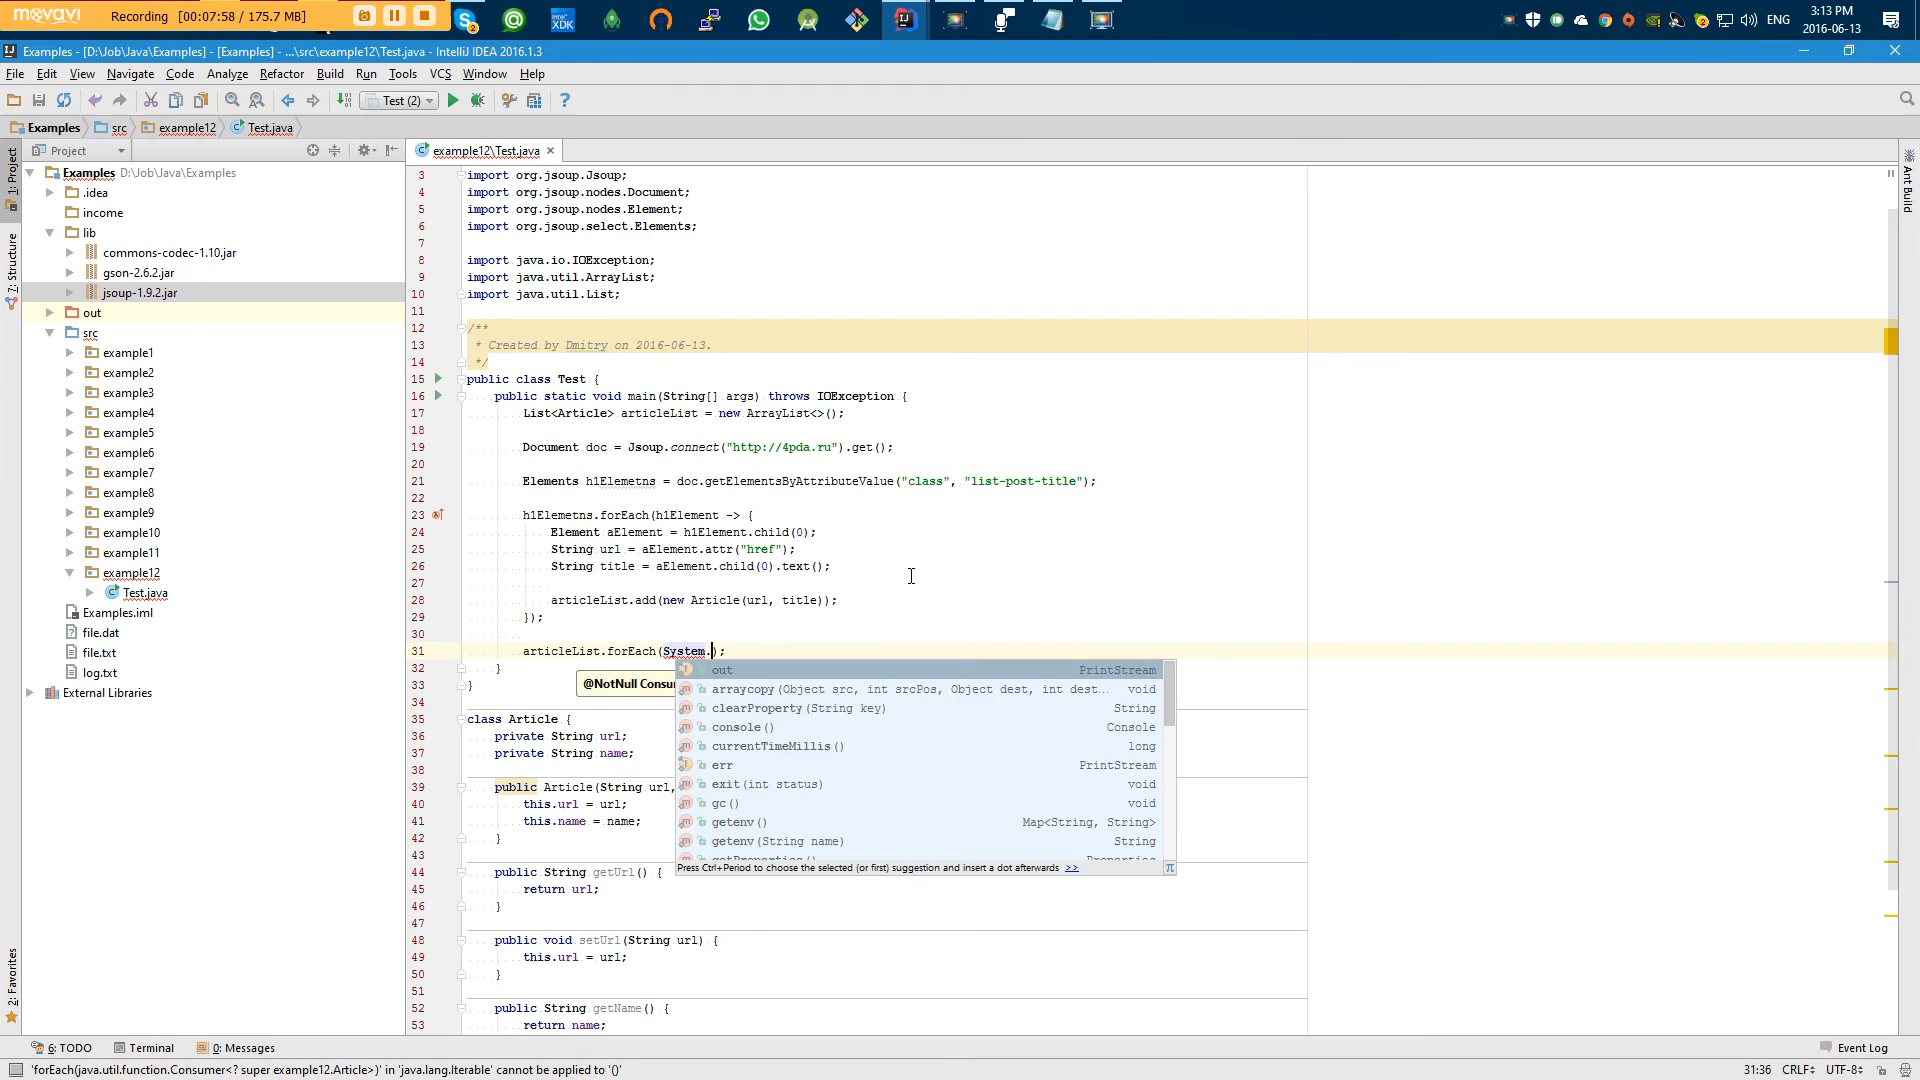 movavi Recording [00:07:58 / 175.7 MB]
ENG 3:13 PM
2016-06-13
Examples - [D:\Job\Java\Examples] - [Examples] - ...\src\example12\Test.java - IntelliJ IDEA 2016.1.3
File Edit View Navigate Code Analyze Refactor Build Run Tools VCS Window Help
Test (2)
Examples src example12 Test.java
1: Project
7: Structure
2: Favorites
Project
Examples D:\Job\Java\Examples
.idea
income
lib
commons-codec-1.10.jar
gson-2.6.2.jar
jsoup-1.9.2.jar
out
src
example1
example2
example3
example4
example5
example6
example7
example8
example9
example10
example11
example12
Test.java
Examples.iml
file.dat
file.txt
log.txt
External Libraries
example12\Test.java
3 import org.jsoup.Jsoup;
4 import org.jsoup.nodes.Document;
5 import org.jsoup.nodes.Element;
6 import org.jsoup.select.Elements;
7
8 import java.io.IOException;
9 import java.util.ArrayList;
10 import java.util.List;
11
12 /**
13 * Created by Dmitry on 2016-06-13.
14 */
15 public class Test {
16 public static void main(String[] args) throws IOException {
17 List<Article> articleList = new ArrayList<>();
18
19 Document doc = Jsoup.connect("http://4pda.ru").get();
20
21 Elements h1Elemetns = doc.getElementsByAttributeValue("class", "list-post-title");
22
23 h1Elemetns.forEach(h1Element -> {
24 Element aElement = h1Element.child(0);
25 String url = aElement.attr("href");
26 String title = aElement.child(0).text();
27
28 articleList.add(new Article(url, title));
29 });
30
31 articleList.forEach(System.);
32 }
33 }
34
35 class Article {
36 private String url;
37 private String name;
38
39 public Article(String url,
40 this.url = url;
41 this.name = name;
42 }
43
44 public String getUrl() {
45 return url;
46 }
47
48 public void setUrl(String url) {
49 this.url = url;
50 }
51
52 public String getName() {
53 return name;
@NotNull Consu
out PrintStream
arraycopy(Object src, int srcPos, Object dest, int dest... void
clearProperty(String key) String
console() Console
currentTimeMillis() long
err PrintStream
exit(int status) void
gc() void
getenv() Map<String, String>
getenv(String name) String
getProperties() Properties
Press Ctrl+Period to choose the selected (or first) suggestion and insert a dot afterwards >>
Ant Build
6: TODO Terminal 0: Messages Event Log
'forEach(java.util.function.Consumer<? super example12.Article>)' in 'java.lang.Iterable' cannot be applied to '()' 31:36 CRLF UTF-8